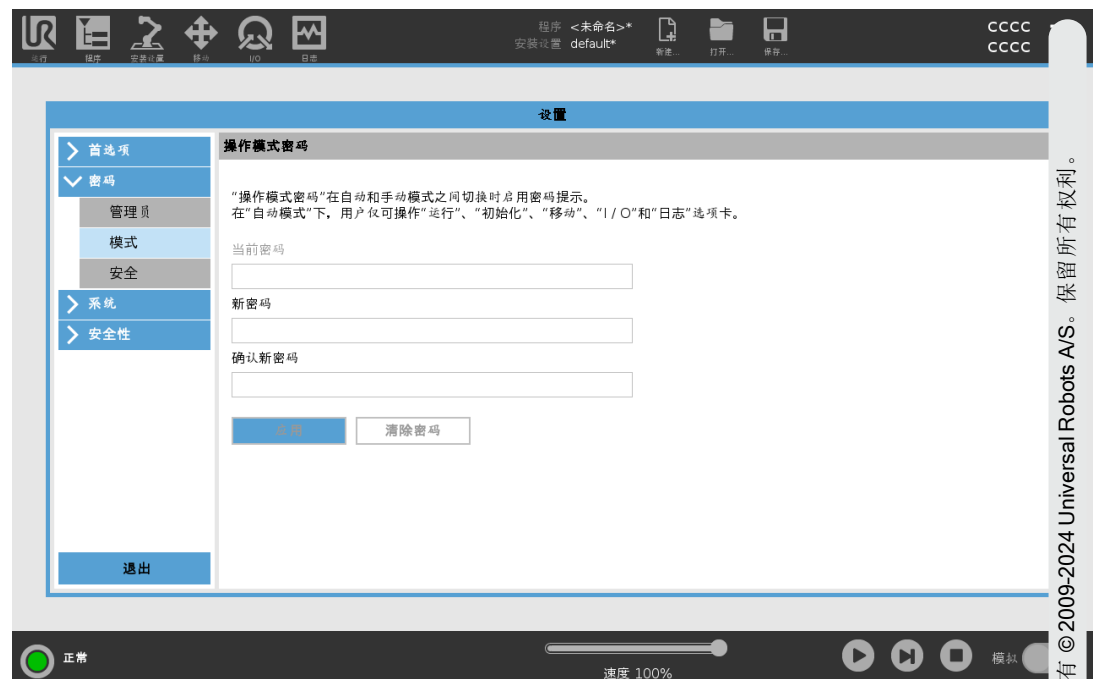 程序 <未命名>*
安装设置 default*
CCCC
CCCC
运行
程序
安装设置
移动
I/O
日志
新建...
打开...
保存...
设置
首选项
密码
管理员
模式
安全
系统
安全性
退出
操作模式密码
“操作模式密码”在自动和手动模式之间切换时启用密码提示。
在“自动模式”下，用户仅可操作“运行”、“初始化”、“移动”、“I / O”和“日志”选项卡。
当前密码
新密码
确认新密码
应用
清除密码
正常
速度 100%
模拟
有 © 2009-2024 Universal Robots A/S。保留所有权利。